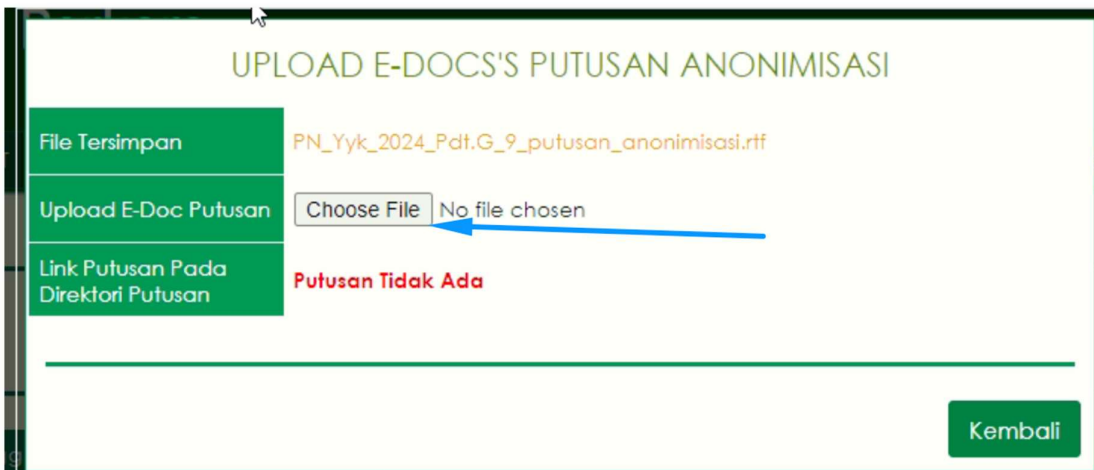 UPLOAD E-DOCS'S PUTUSAN ANONIMISASI
File Tersimpan
PN_Yyk_2024_Pdt.G_9_putusan_anonimisasi.rtf
Upload E-Doc Putusan
Choose File No file chosen
Link Putusan Pada
Direktori Putusan
Putusan Tidak Ada
Kembali